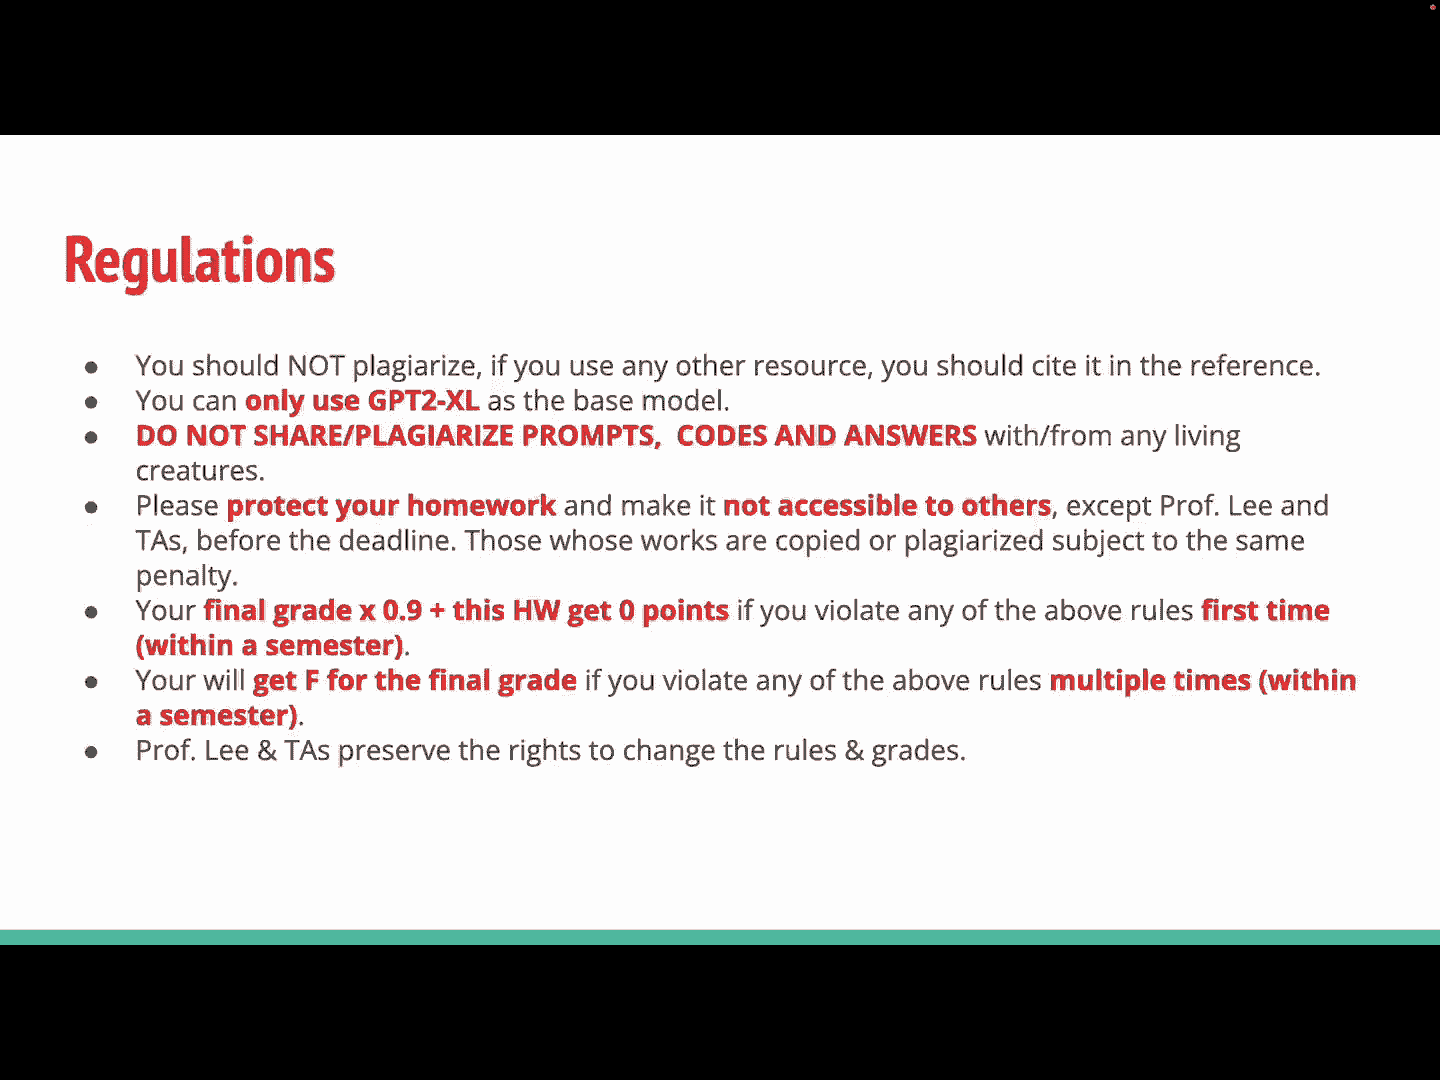 Regulations
● You should NOT plagiarize, if you use any other resource, you should cite it in the reference.
● You can only use GPT2-XL as the base model.
● DO NOT SHARE/PLAGIARIZE PROMPTS, CODES AND ANSWERS with/from any living
creatures.
● Please protect your homework and make it not accessible to others, except Prof. Lee and
TAs, before the deadline. Those whose works are copied or plagiarized subject to the same
penalty.
● Your final grade x 0.9 + this HW get 0 points if you violate any of the above rules first time
(within a semester).
● Your will get F for the final grade if you violate any of the above rules multiple times (within
a semester).
● Prof. Lee & TAs preserve the rights to change the rules & grades.